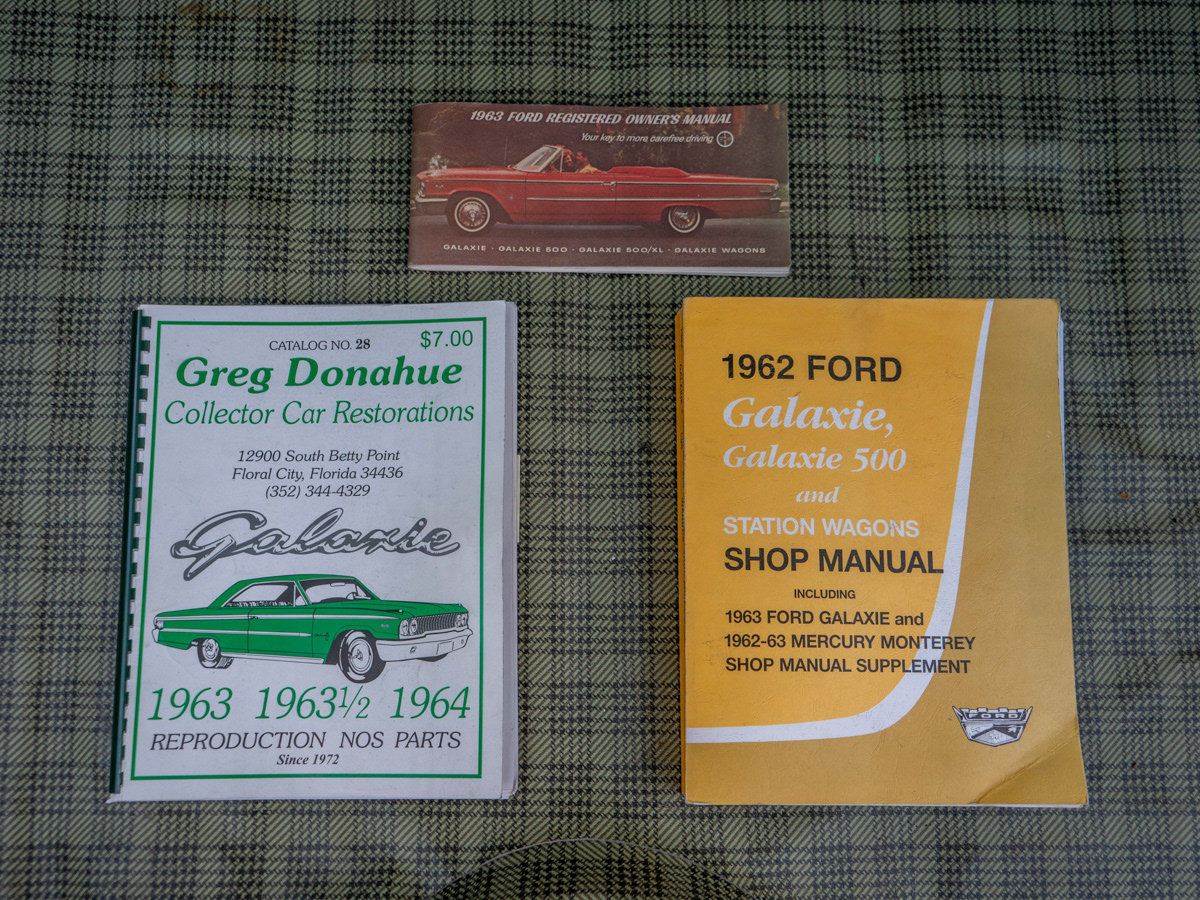 1963 FORD REGISTERED OWNER'S MANUAL
Your key to more carefree driving
GALAXIE · GALAXIE 500 · GALAXIE 500/XL · GALAXIE WAGONS
CATALOG NO. 28
$7.00
Greg Donahue
Collector Car Restorations
12900 South Betty Point
Floral City, Florida 34436
(352) 344-4329
Galaxie
1963 1963½ 1964
REPRODUCTION NOS PARTS
Since 1972
1962 FORD
Galaxie,
Galaxie 500
and
STATION WAGONS
SHOP MANUAL
INCLUDING
1963 FORD GALAXIE and
1962-63 MERCURY MONTEREY
SHOP MANUAL SUPPLEMENT
FORD